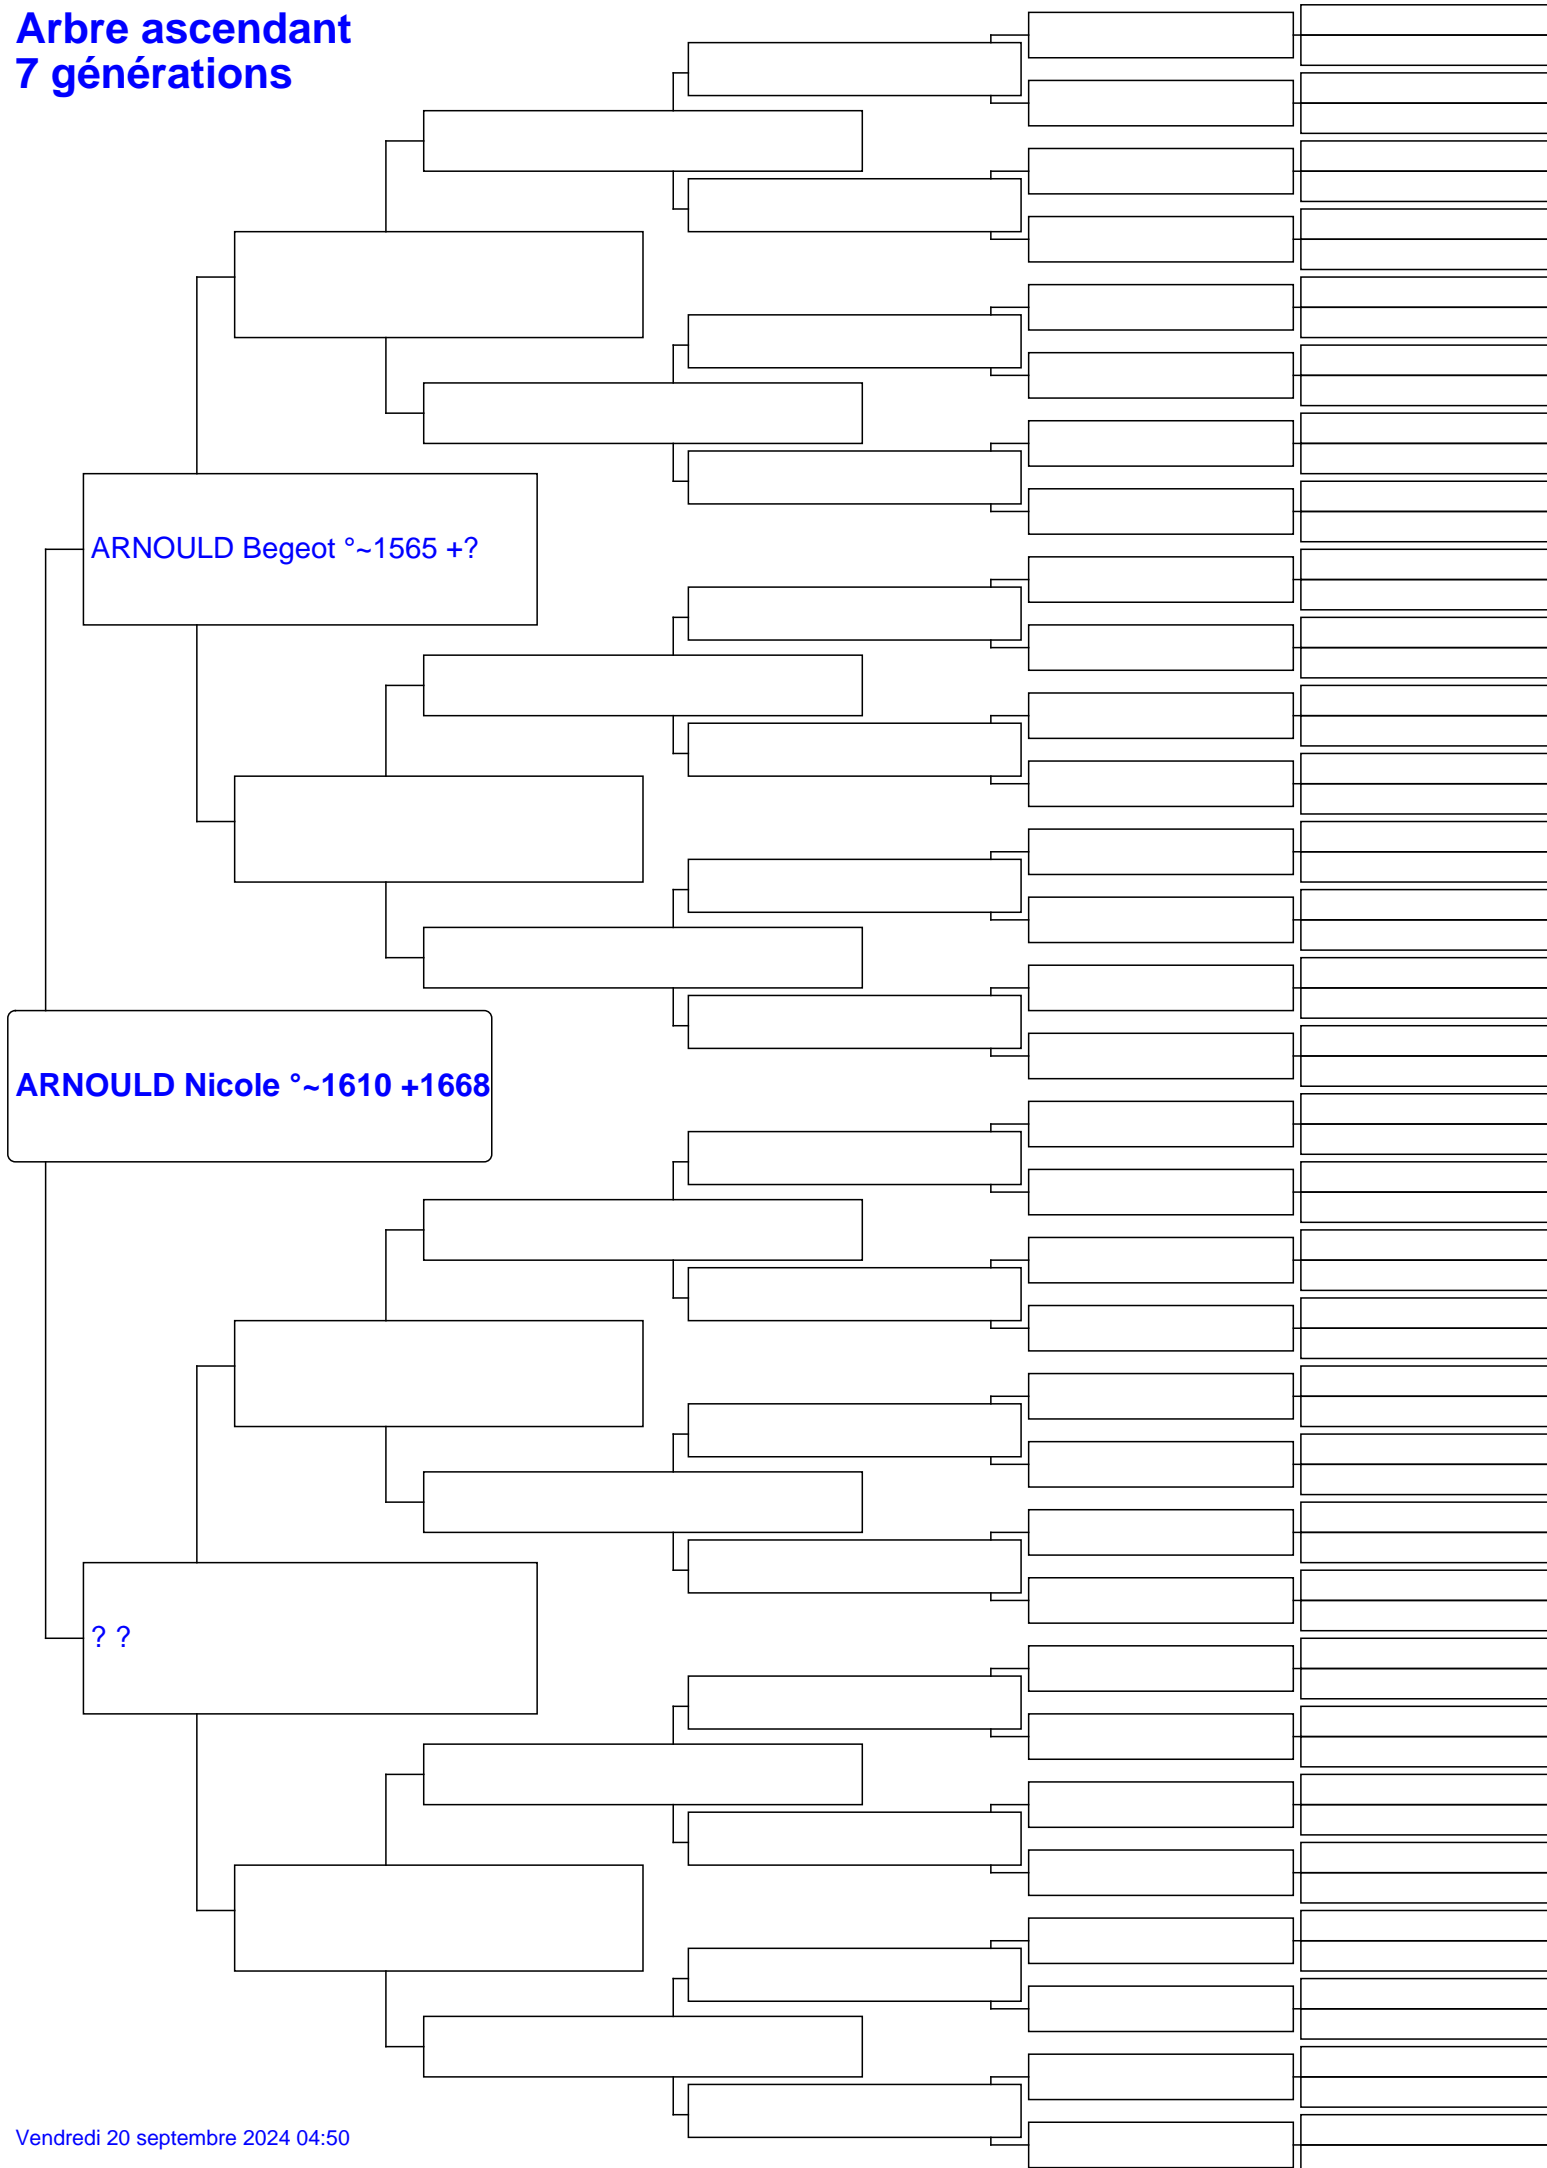 Arbre ascendant
7 générations
ARNOULD Begeot °~1565 +?
ARNOULD Nicole °~1610 +1668
? ?
Vendredi 20 septembre 2024 04:50